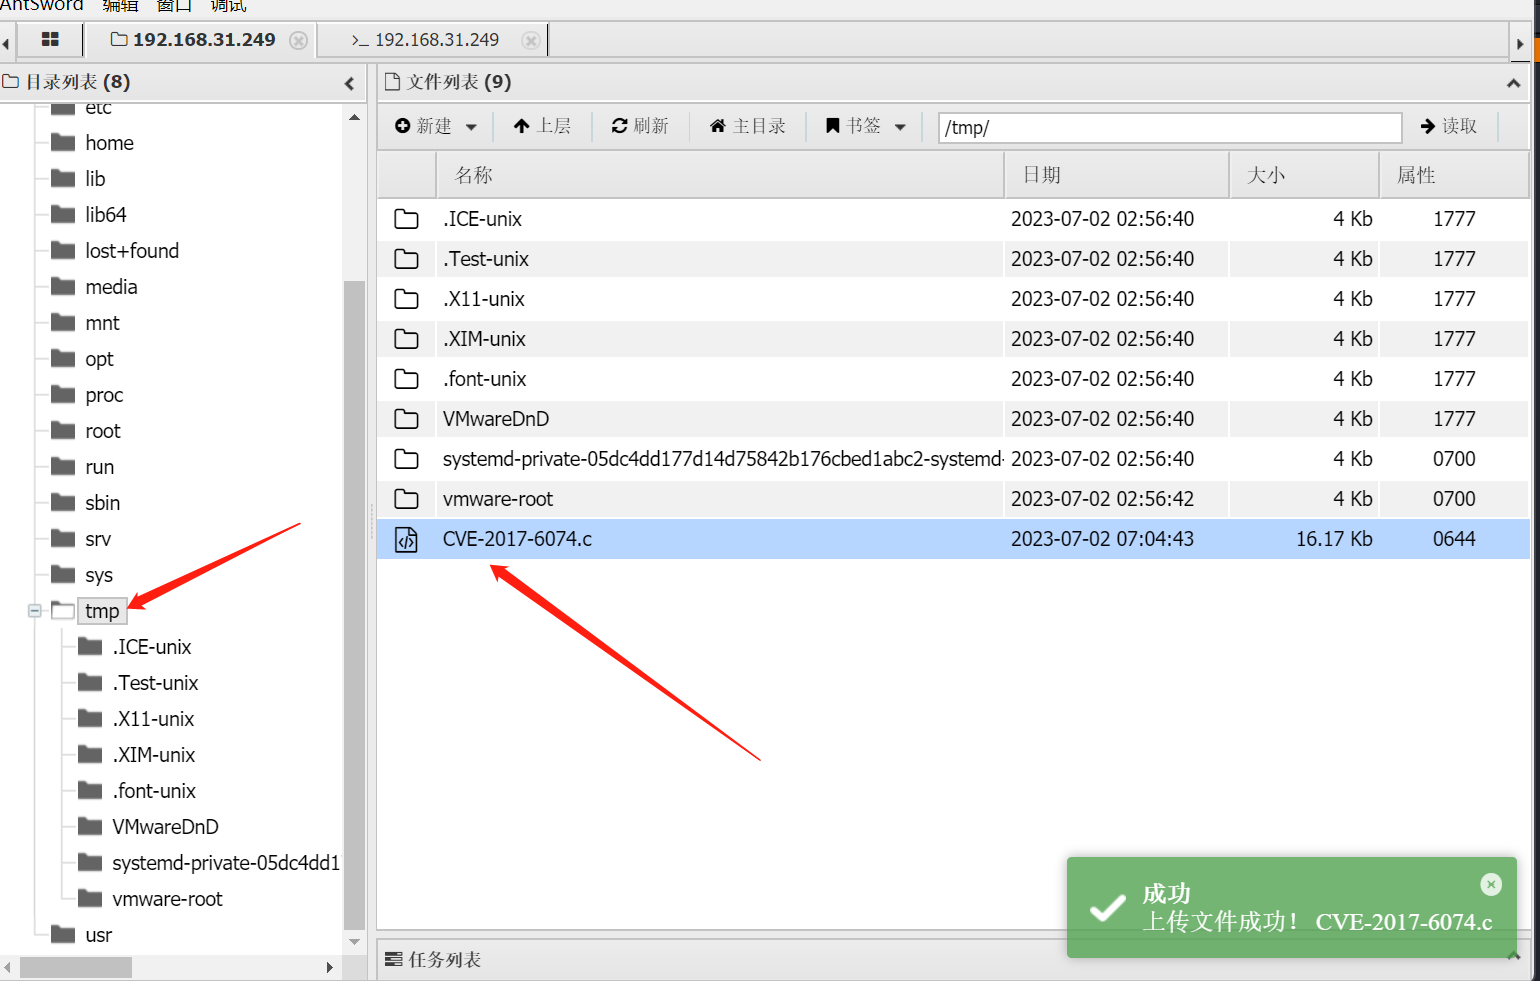 AntSword 编辑 窗口 调试
192.168.31.249
>_ 192.168.31.249
目录列表 (8)
etc
home
lib
lib64
lost+found
media
mnt
opt
proc
root
run
sbin
srv
sys
tmp
.ICE-unix
.Test-unix
.X11-unix
.XIM-unix
.font-unix
VMwareDnD
systemd-private-05dc4dd1
vmware-root
usr
文件列表 (9)
新建 上层 刷新 主目录 书签 /tmp/ 读取
名称 日期 大小 属性
.ICE-unix 2023-07-02 02:56:40 4 Kb 1777
.Test-unix 2023-07-02 02:56:40 4 Kb 1777
.X11-unix 2023-07-02 02:56:40 4 Kb 1777
.XIM-unix 2023-07-02 02:56:40 4 Kb 1777
.font-unix 2023-07-02 02:56:40 4 Kb 1777
VMwareDnD 2023-07-02 02:56:40 4 Kb 1777
systemd-private-05dc4dd177d14d75842b176cbed1abc2-systemd- 2023-07-02 02:56:40 4 Kb 0700
vmware-root 2023-07-02 02:56:42 4 Kb 0700
CVE-2017-6074.c 2023-07-02 07:04:43 16.17 Kb 0644
成功
上传文件成功！ CVE-2017-6074.c
任务列表